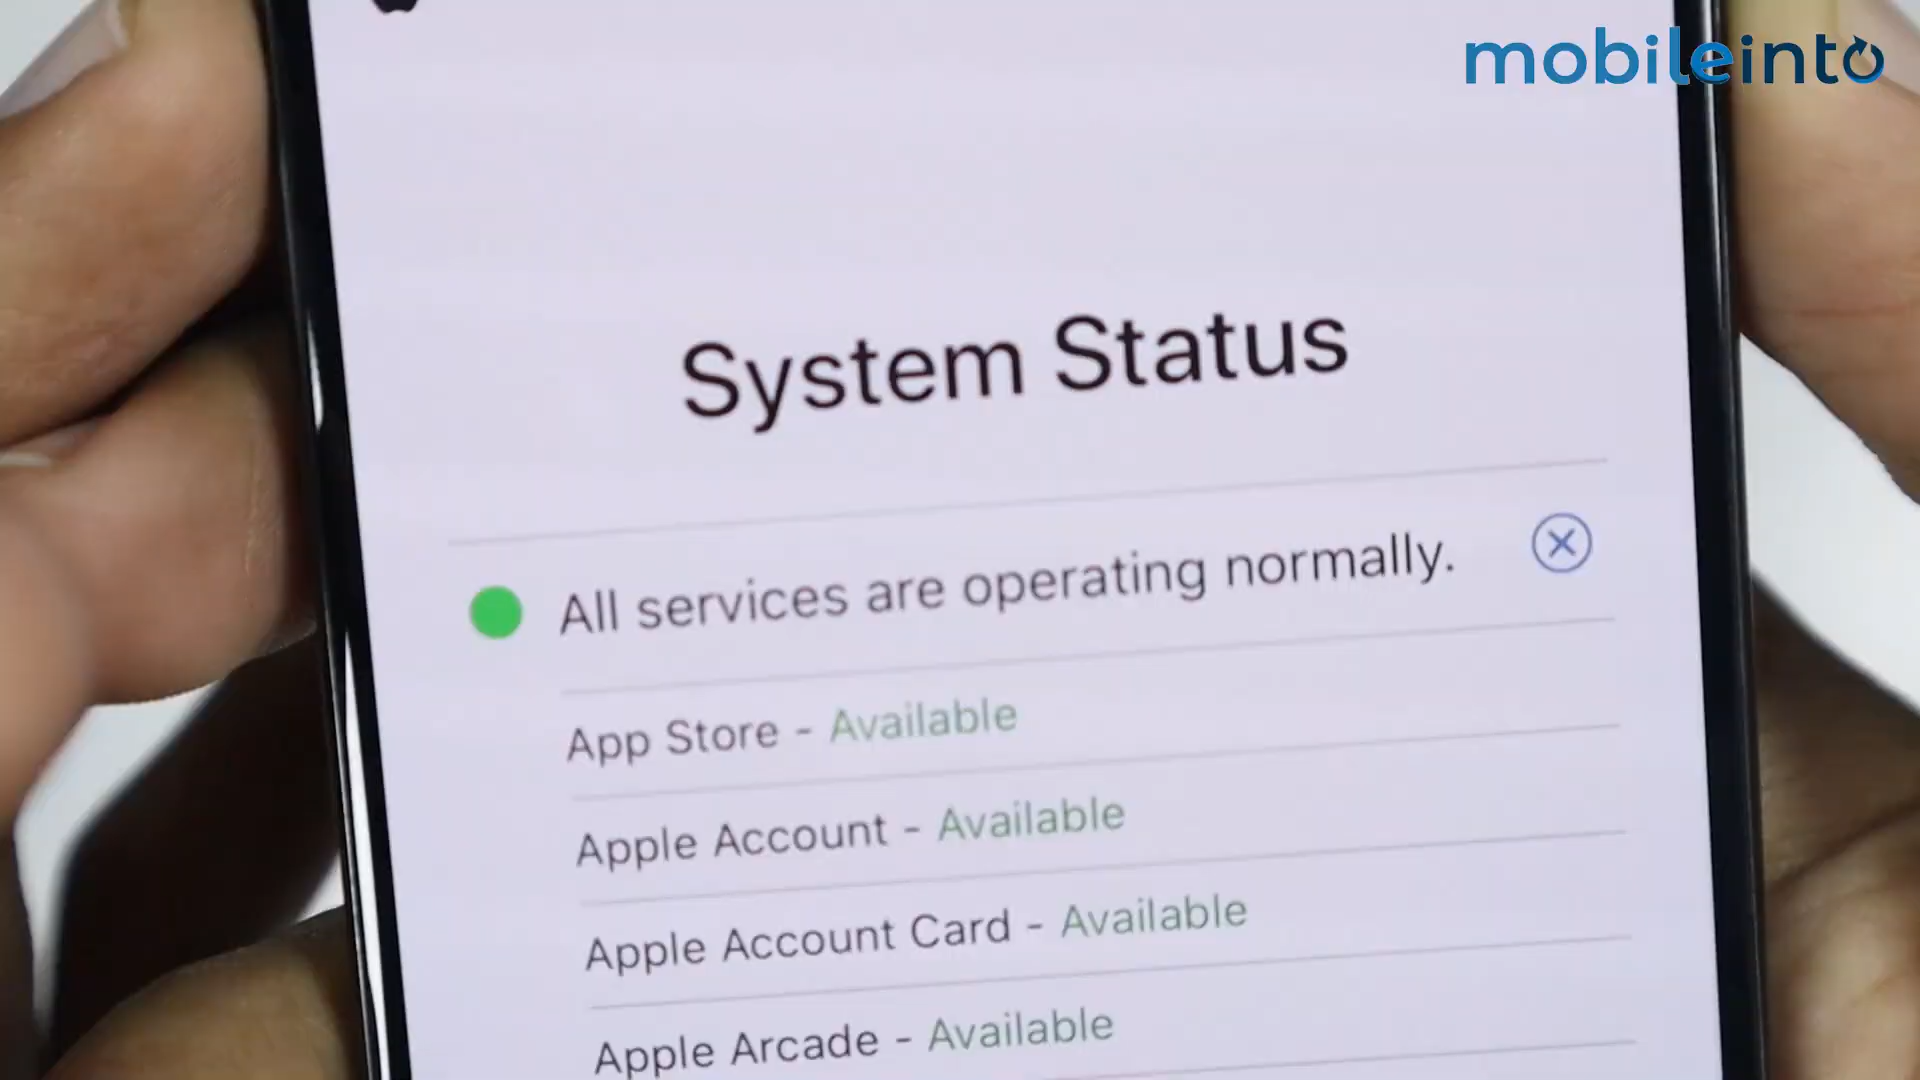 mobileinto
System Status
All services are operating normally.
App Store - Available
Apple Account - Available
Apple Account Card - Available
Apple Arcade - Available